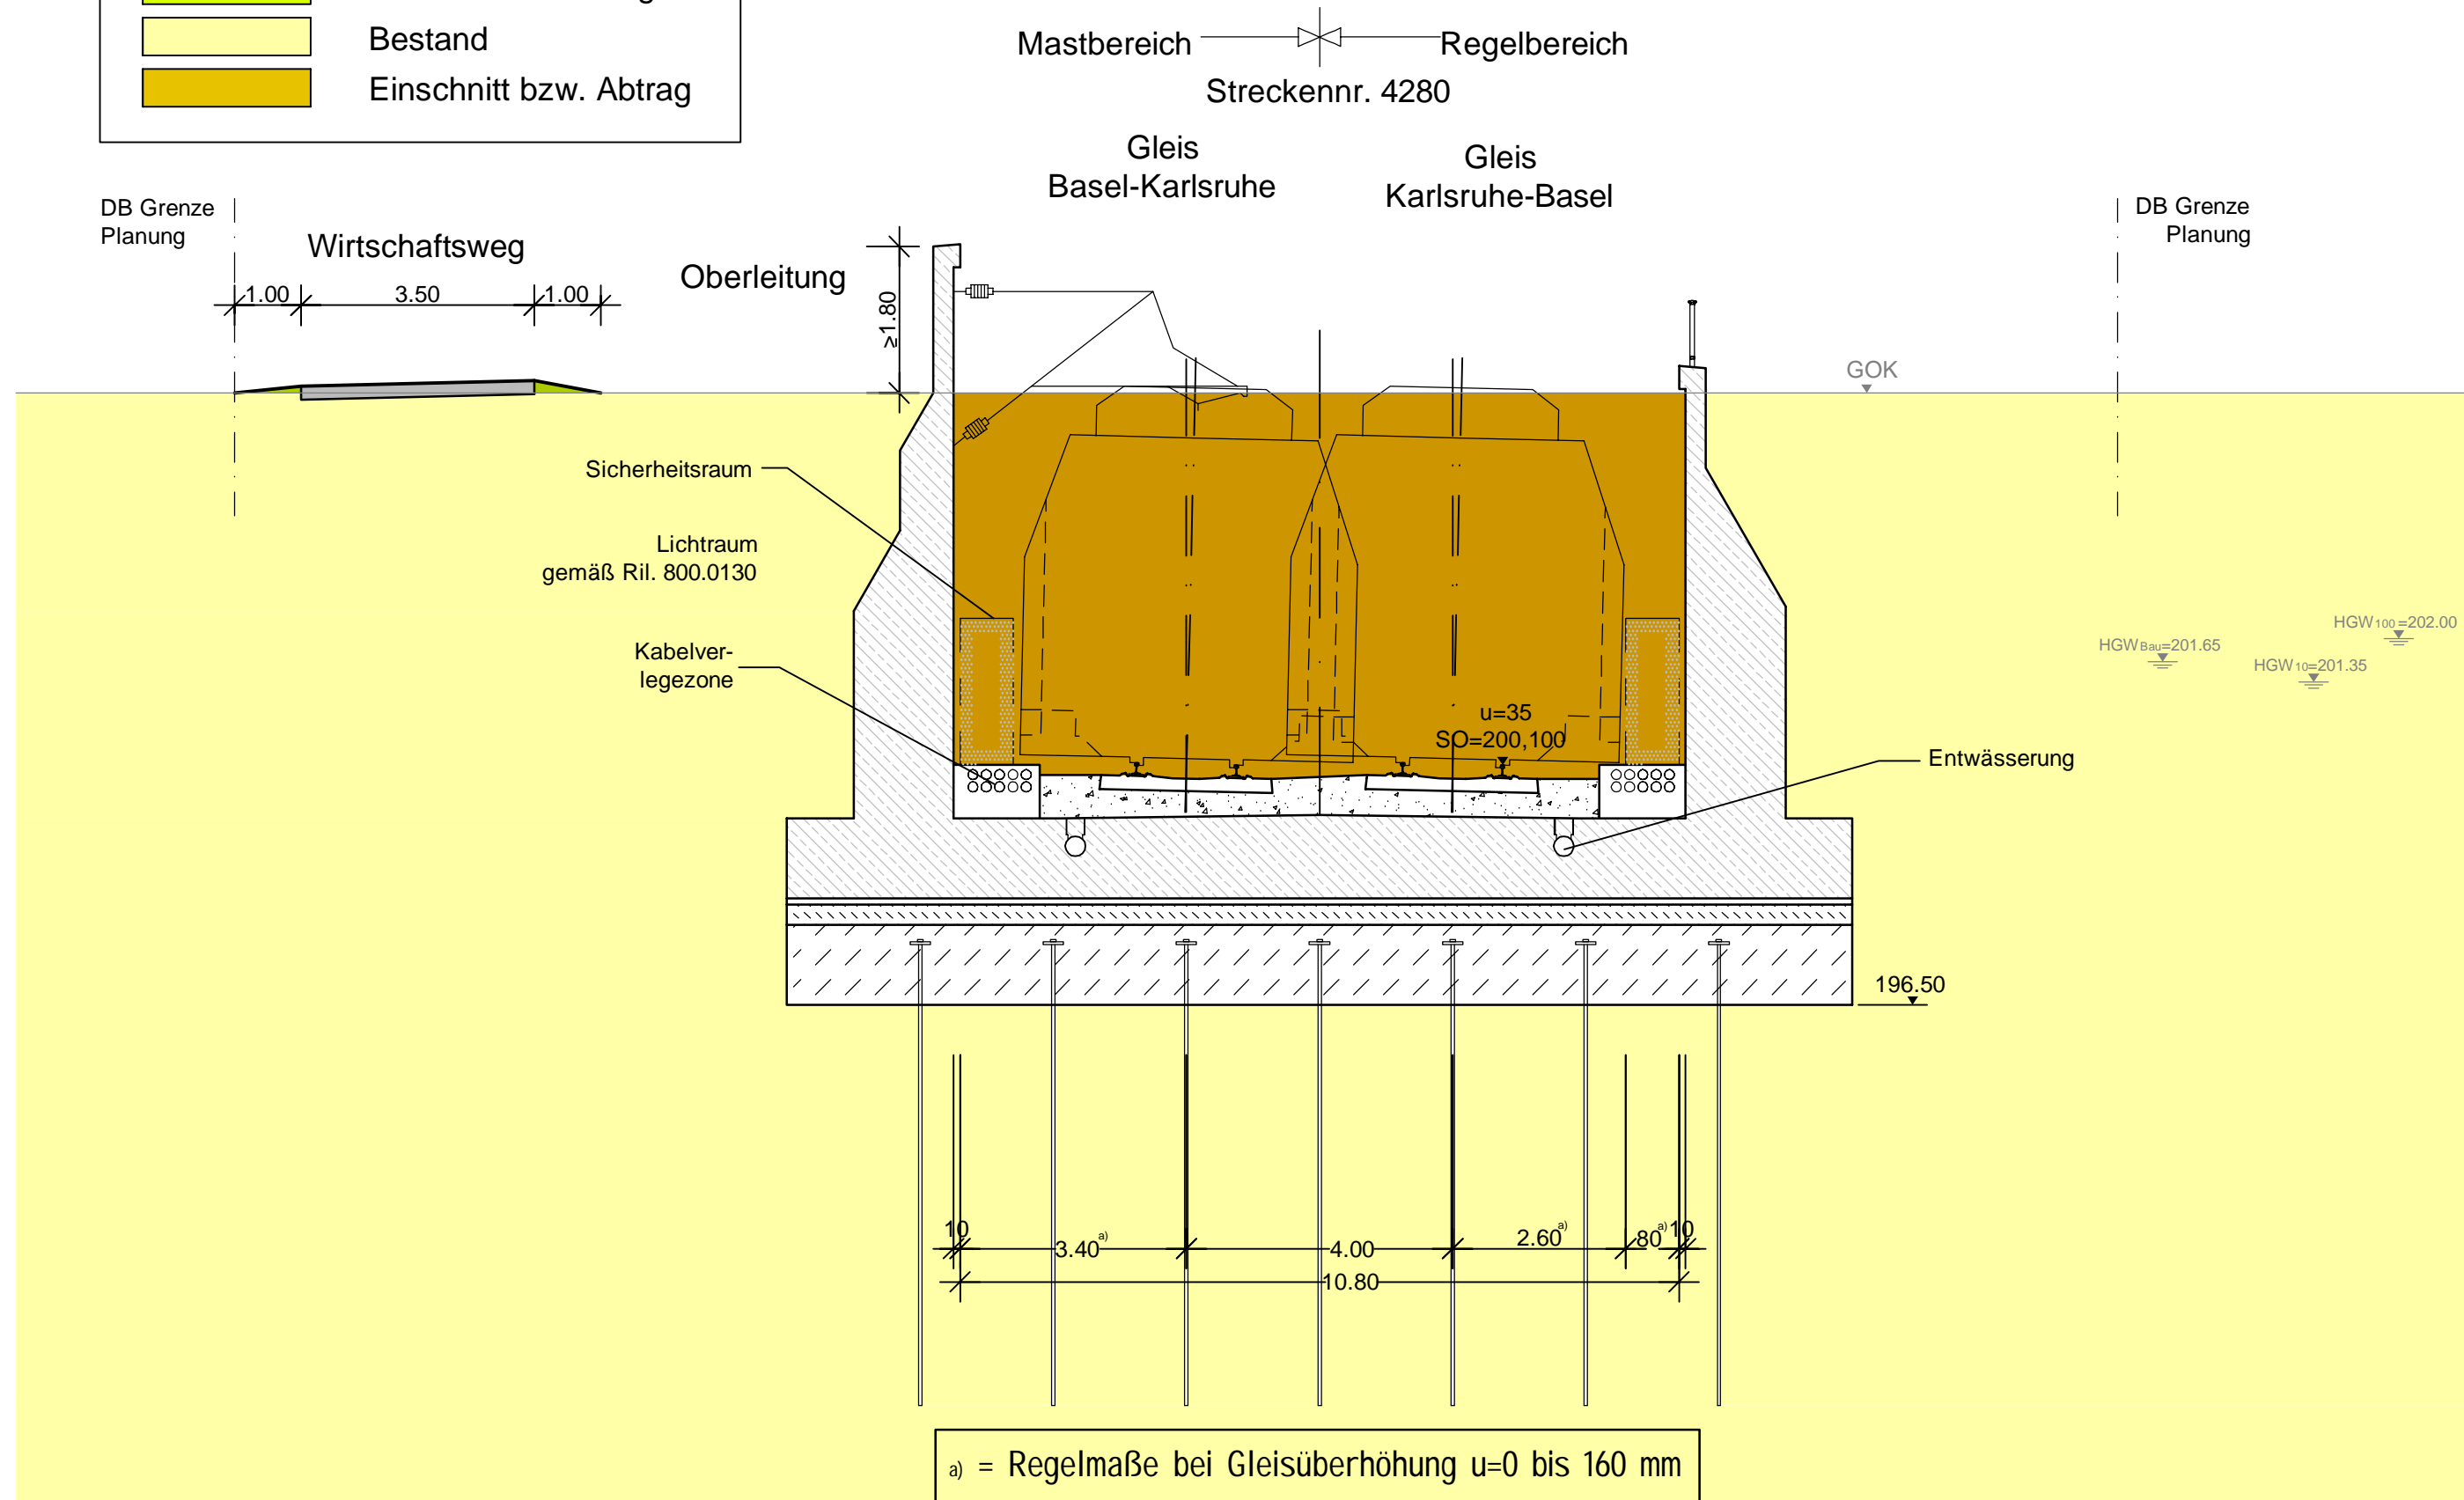 Bestand
Einschnitt bzw. Abtrag
Mastbereich
Regelbereich
Streckennr. 4280
Gleis
Basel-Karlsruhe
Gleis
Karlsruhe-Basel
DB Grenze
Planung
Wirtschaftsweg
1.00
3.50
1.00
Oberleitung
≥1.80
DB Grenze
Planung
GOK
Sicherheitsraum
Lichtraum
gemäß Ril. 800.0130
Kabelver-
legezone
HGW100=202.00
HGWBau=201.65
HGW10=201.35
u=35
SO=200,100
Entwässerung
196.50
10
3.40 a)
4.00
2.60 a)
80 a)
10
10.80
a) = Regelmaße bei Gleisüberhöhung u=0 bis 160 mm